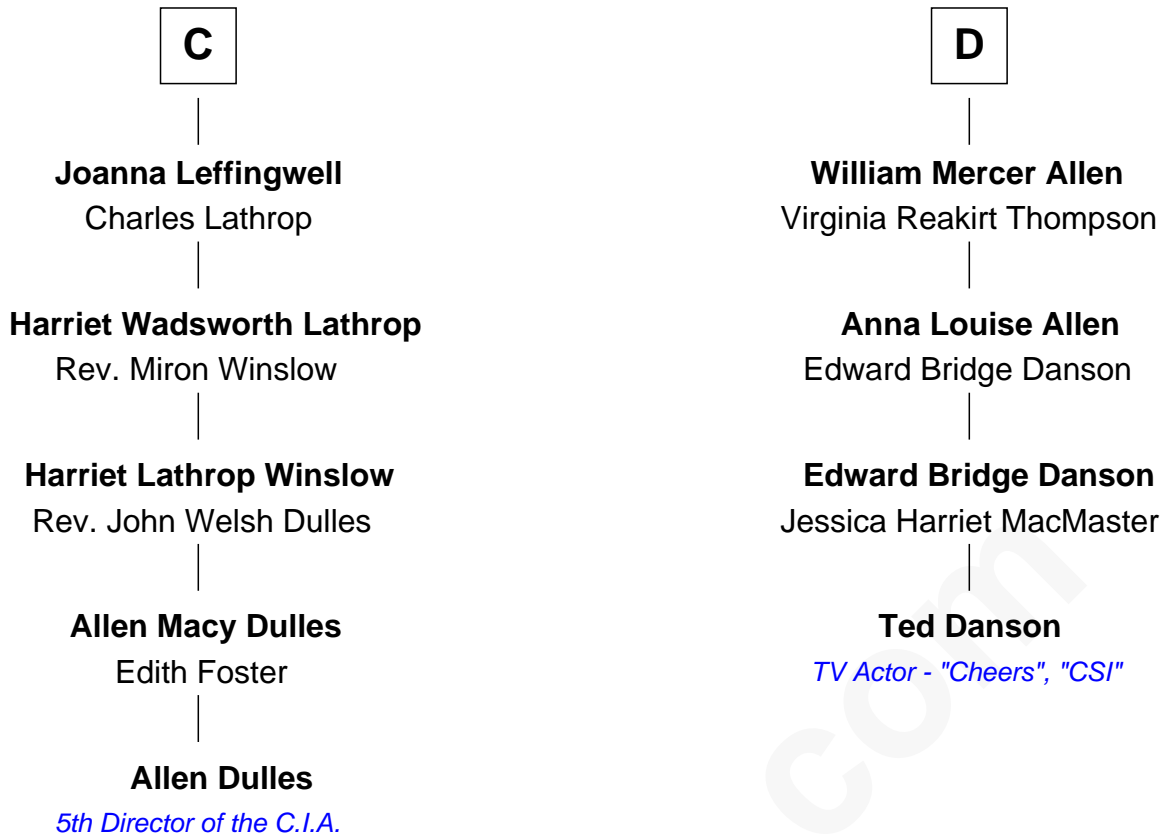 C
Joanna Leffingwell
Charles Lathrop
Harriet Wadsworth Lathrop
Rev. Miron Winslow
Harriet Lathrop Winslow
Rev. John Welsh Dulles
Allen Macy Dulles
Edith Foster
Allen Dulles
5th Director of the C.I.A.
D
William Mercer Allen
Virginia Reakirt Thompson
Anna Louise Allen
Edward Bridge Danson
Edward Bridge Danson
Jessica Harriet MacMaster
Ted Danson
TV Actor - "Cheers", "CSI"
com